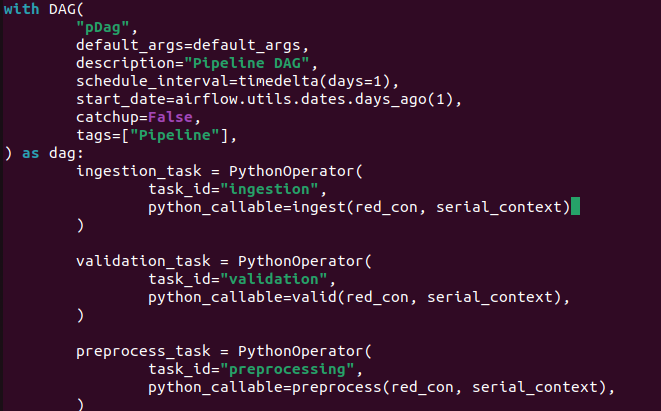 with DAG(
        "pDag",
        default_args=default_args,
        description="Pipeline DAG",
        schedule_interval=timedelta(days=1),
        start_date=airflow.utils.dates.days_ago(1),
        catchup=False,
        tags=["Pipeline"],
) as dag:
        ingestion_task = PythonOperator(
                task_id="ingestion",
                python_callable=ingest(red_con, serial_context)
        )

        validation_task = PythonOperator(
                task_id="validation",
                python_callable=valid(red_con, serial_context),
        )

        preprocess_task = PythonOperator(
                task_id="preprocessing",
                python_callable=preprocess(red_con, serial_context),
        )